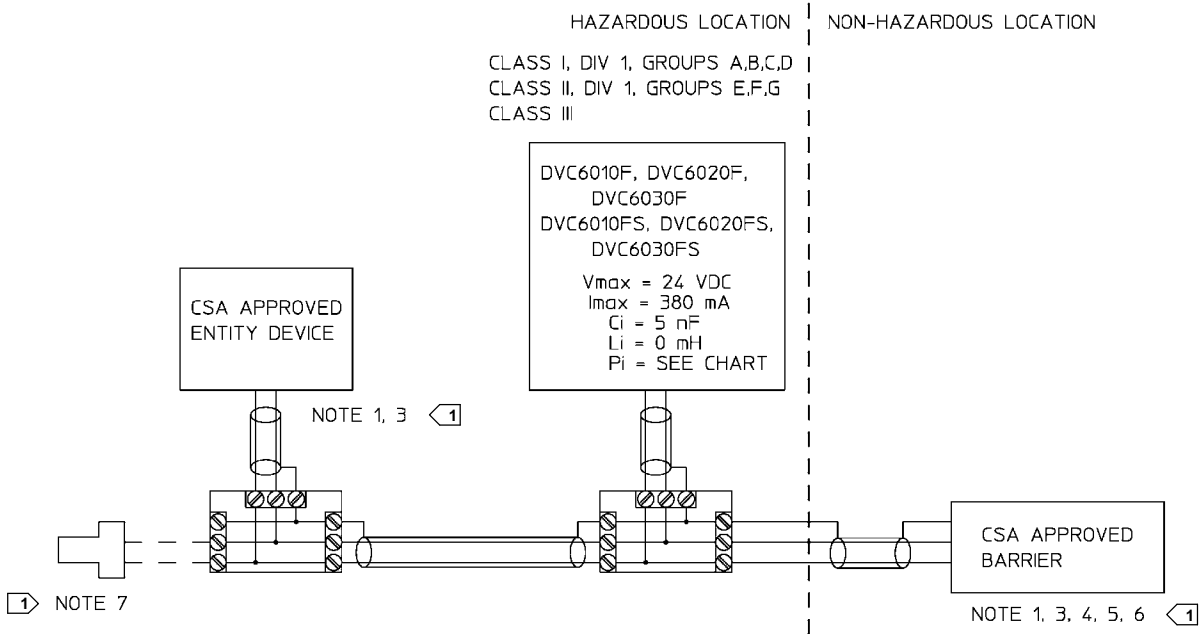 HAZARDOUS LOCATION
NON-HAZARDOUS LOCATION
CLASS I, DIV 1, GROUPS A,B,C,D
CLASS II, DIV 1, GROUPS E,F,G
CLASS III
DVC6010F, DVC6020F,
DVC6030F
DVC6010FS, DVC6020FS,
DVC6030FS
Vmax = 24 VDC
Imax = 380 mA
Ci = 5 nF
Li = 0 mH
Pi = SEE CHART
CSA APPROVED
ENTITY DEVICE
NOTE 1, 3 1
CSA APPROVED
BARRIER
1 NOTE 7
NOTE 1, 3, 4, 5, 6 1